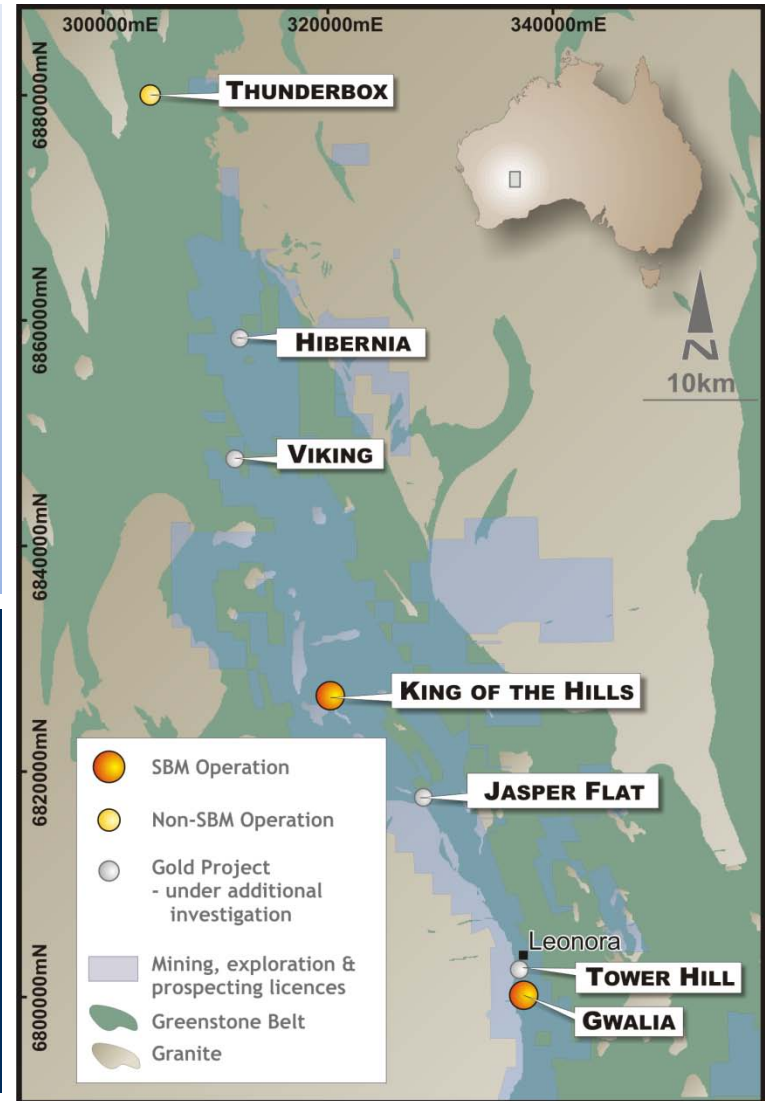 300000mE
320000mE
340000mE
6880000mN
THUNDERBOX
6860000mN
HIBERNIA
N
10km
VIKING
6840000mN
KING OF THE HILLS
SBM Operation
6820000mN
JASPER FLAT
Non-SBM Operation
Gold Project
- under additional
investigation
Leonora
Mining, exploration &
prospecting licences
TOWER HILL
6800000mN
GWALIA
Greenstone Belt
Granite